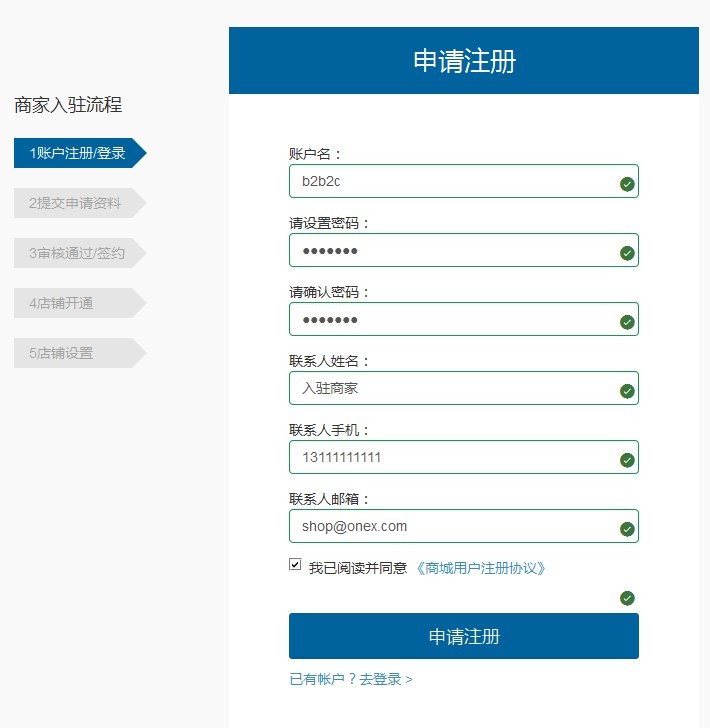 申请注册
商家入驻流程
1账户注册/登录
2提交申请资料
3审核通过/签约
4店铺开通
5店铺设置
账户名：
b2b2c
请设置密码：
●●●●●●●
请确认密码：
●●●●●●●
联系人姓名：
入驻商家
联系人手机：
13111111111
联系人邮箱：
shop@onex.com
我已阅读并同意 《商城用户注册协议》
申请注册
已有帐户？去登录 >